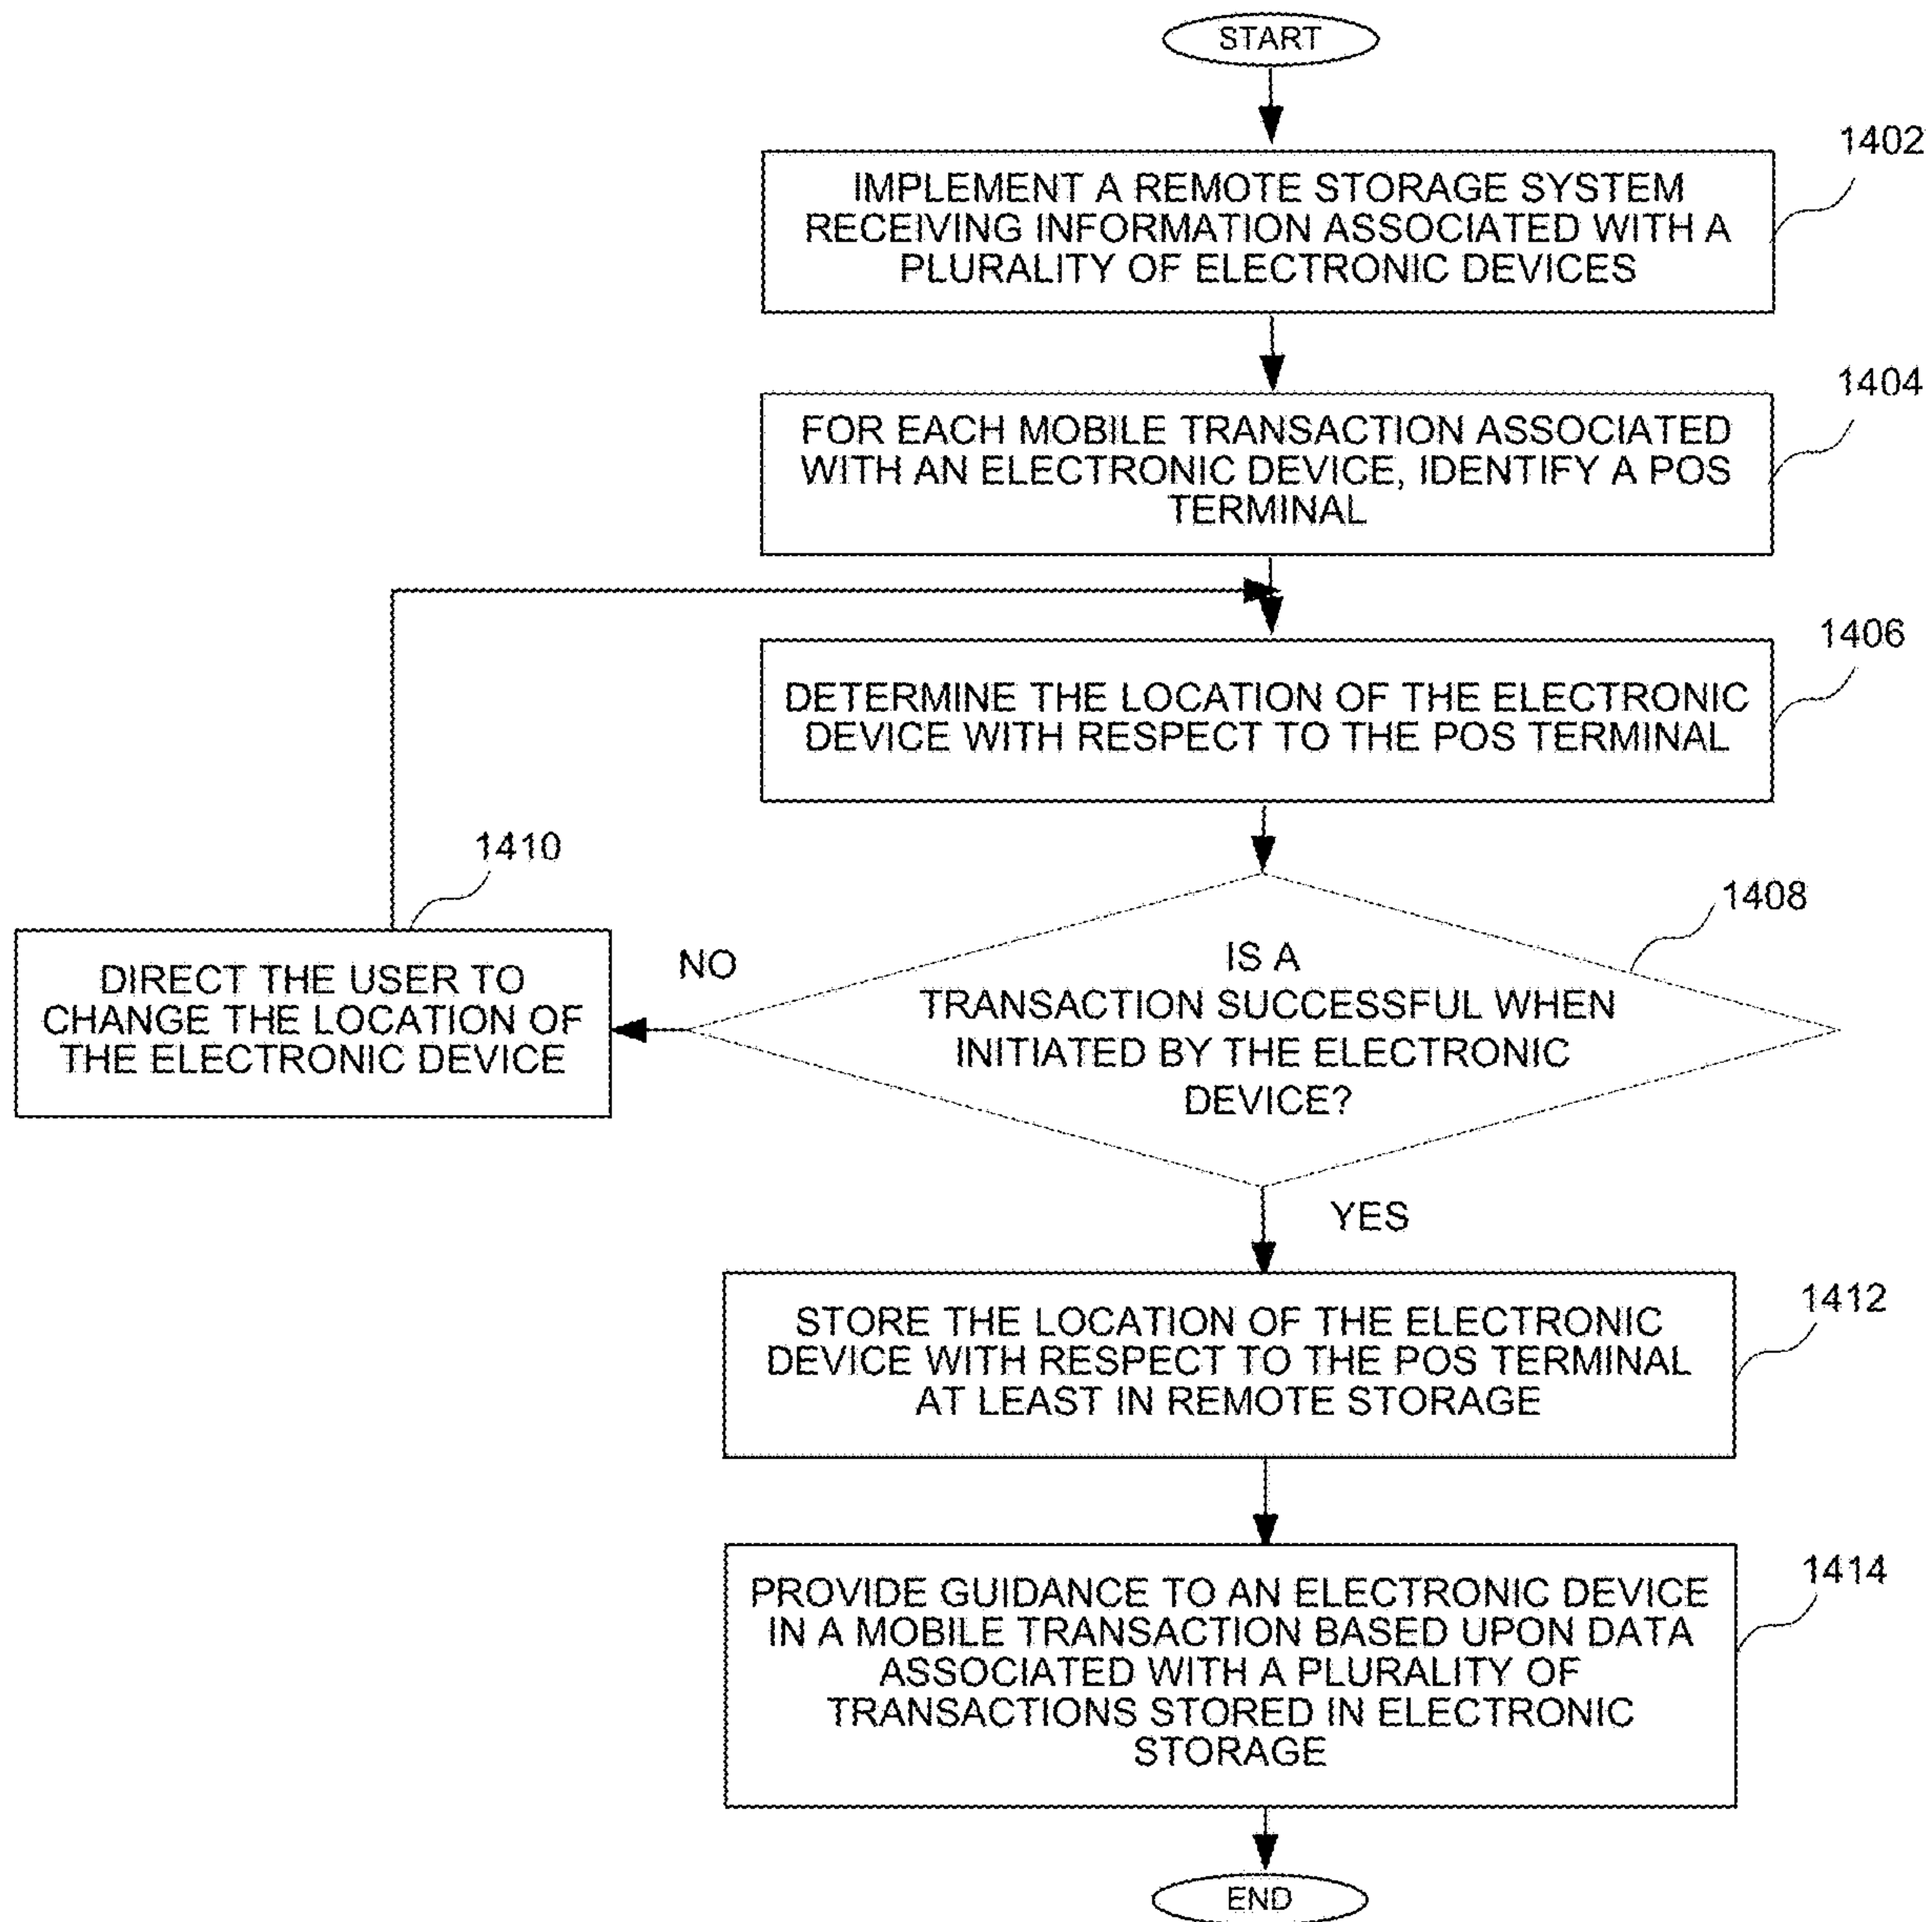 START
1402
IMPLEMENT A REMOTE STORAGE SYSTEM
RECEIVING INFORMATION ASSOCIATED WITH A
PLURALITY OF ELECTRONIC DEVICES
1404
FOR EACH MOBILE TRANSACTION ASSOCIATED
WITH AN ELECTRONIC DEVICE, IDENTIFY A POS
TERMINAL
1406
DETERMINE THE LOCATION OF THE ELECTRONIC
DEVICE WITH RESPECT TO THE POS TERMINAL
1408
IS A
TRANSACTION SUCCESSFUL WHEN
INITIATED BY THE ELECTRONIC
DEVICE?
NO
1410
DIRECT THE USER TO
CHANGE THE LOCATION OF
THE ELECTRONIC DEVICE
YES
1412
STORE THE LOCATION OF THE ELECTRONIC
DEVICE WITH RESPECT TO THE POS TERMINAL
AT LEAST IN REMOTE STORAGE
1414
PROVIDE GUIDANCE TO AN ELECTRONIC DEVICE
IN A MOBILE TRANSACTION BASED UPON DATA
ASSOCIATED WITH A PLURALITY OF
TRANSACTIONS STORED IN ELECTRONIC
STORAGE
END